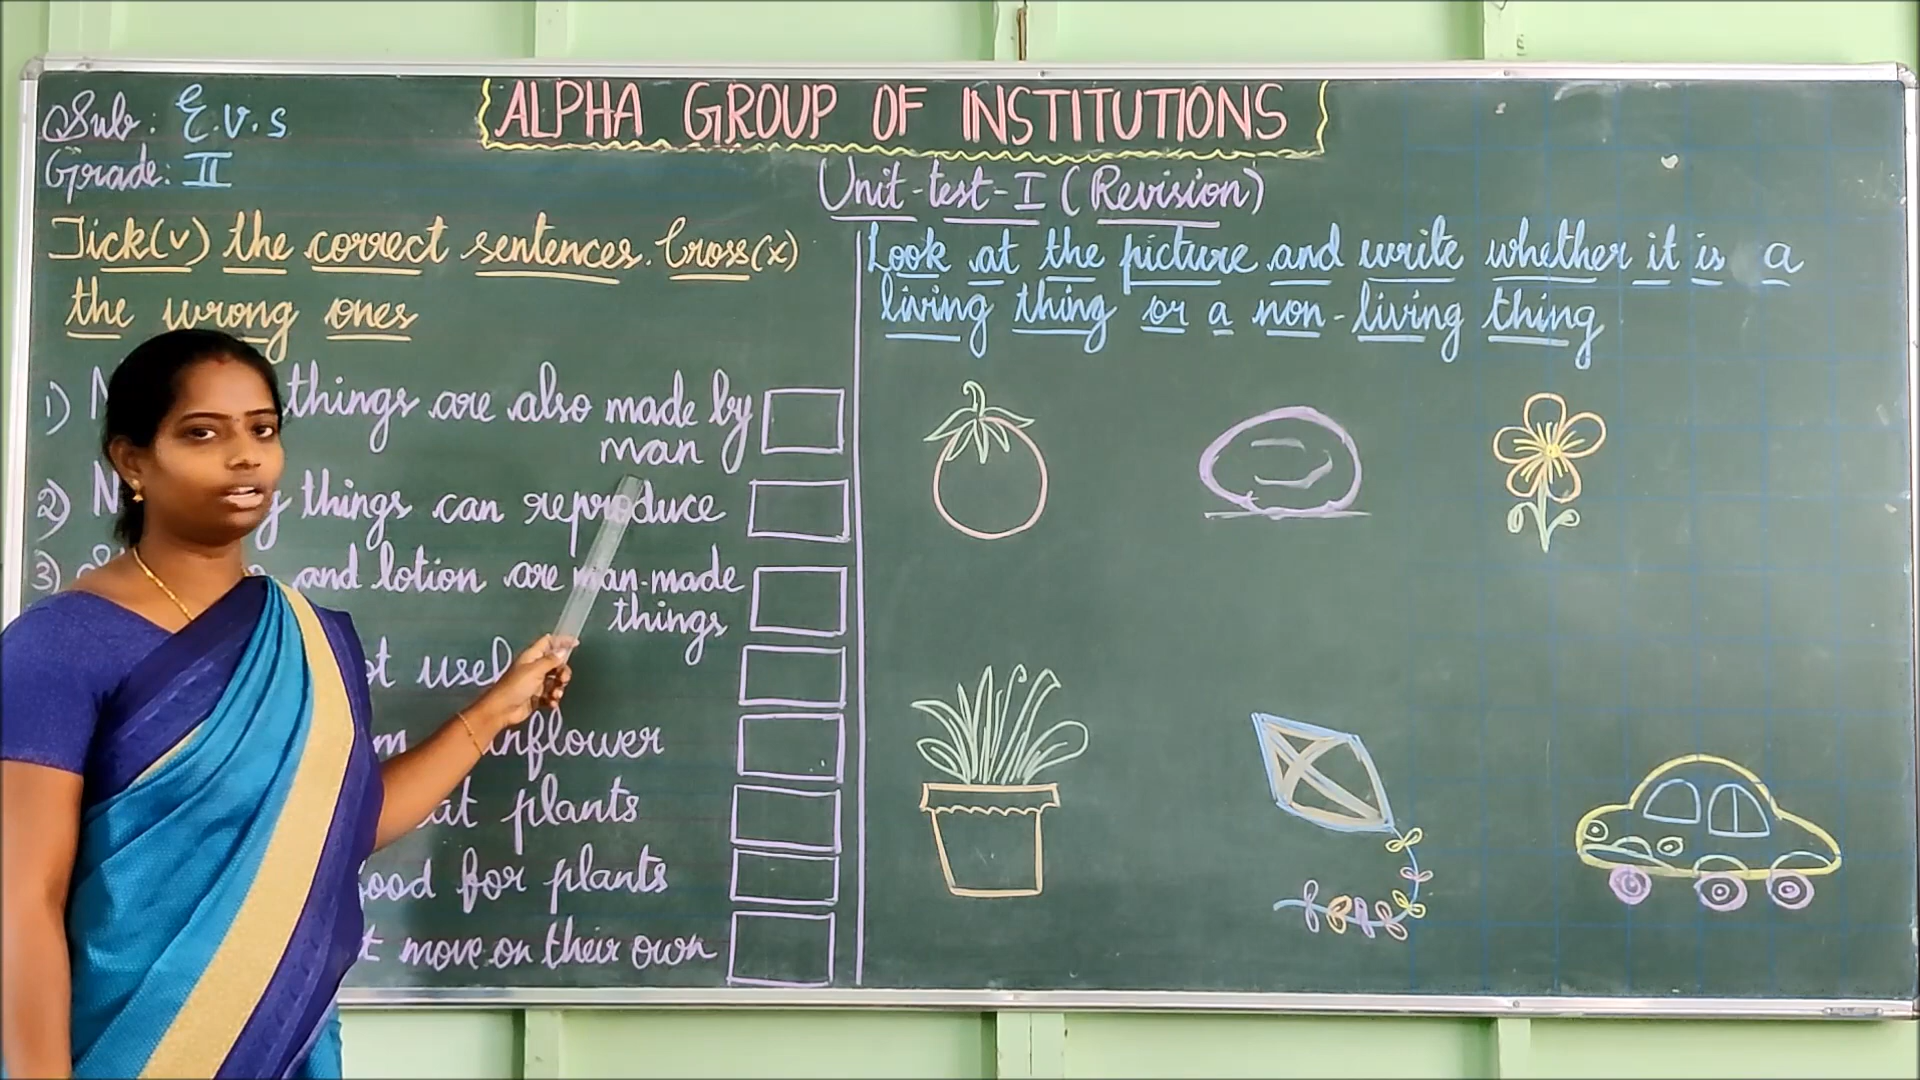 Sub: E.V.S
Grade: II
ALPHA GROUP OF INSTITUTIONS
Unit-test-I (Revision)
Tick(v) the correct sentences. Cross(x)
the wrong ones
1) things are also made by
man
2) things can reproduce
3) and lotion are man-made
things
sunflower
plants
good for plants
move on their own
Look at the picture and write whether it is a
living thing or a non-living thing